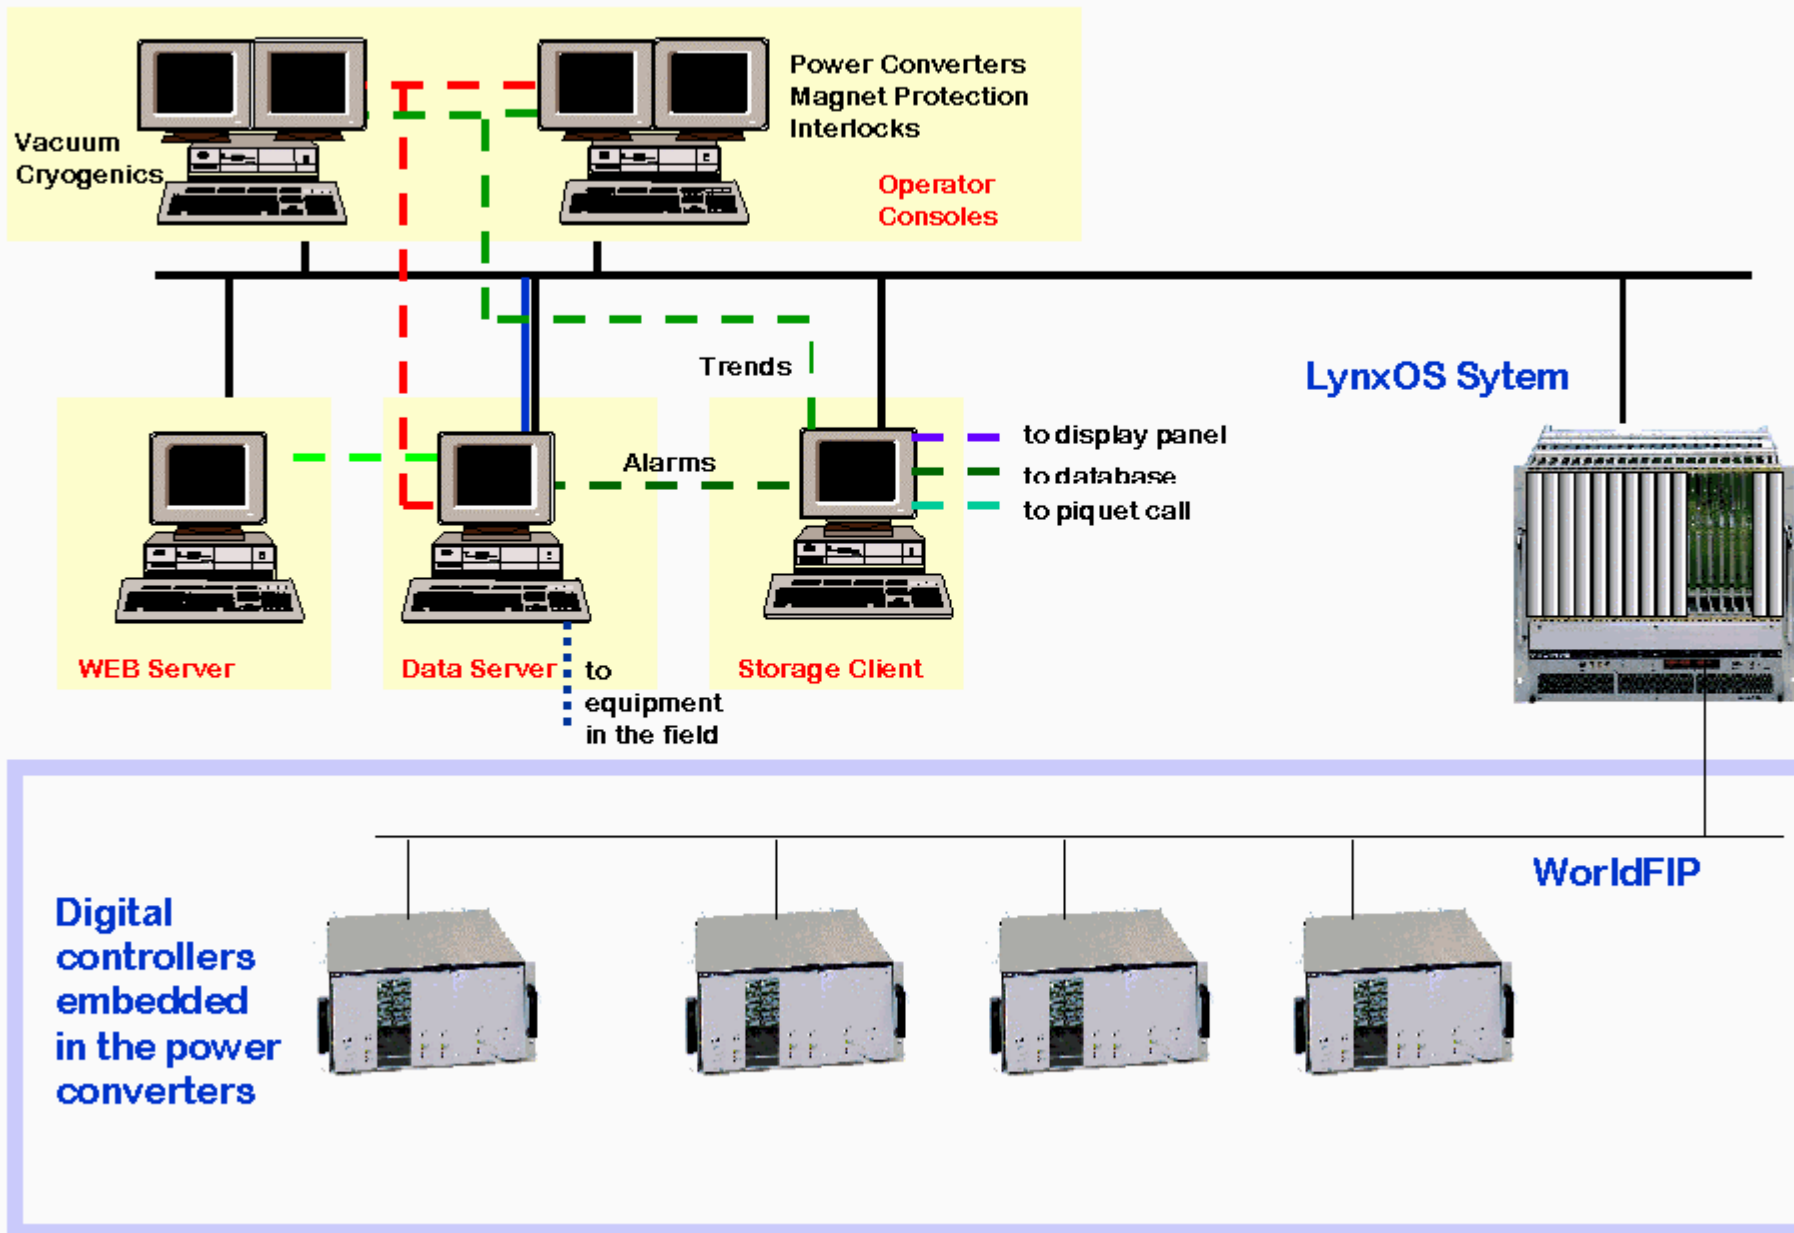 Vacuum
Cryogenics
Power Converters
Magnet Protection
Interlocks
Operator
Consoles
Trends
LynxOS Sytem
Alarms
to display panel
to database
to piquet call
WEB Server
Data Server
to
equipment
in the field
Storage Client
WorldFIP
Digital
controllers
embedded
in the power
converters